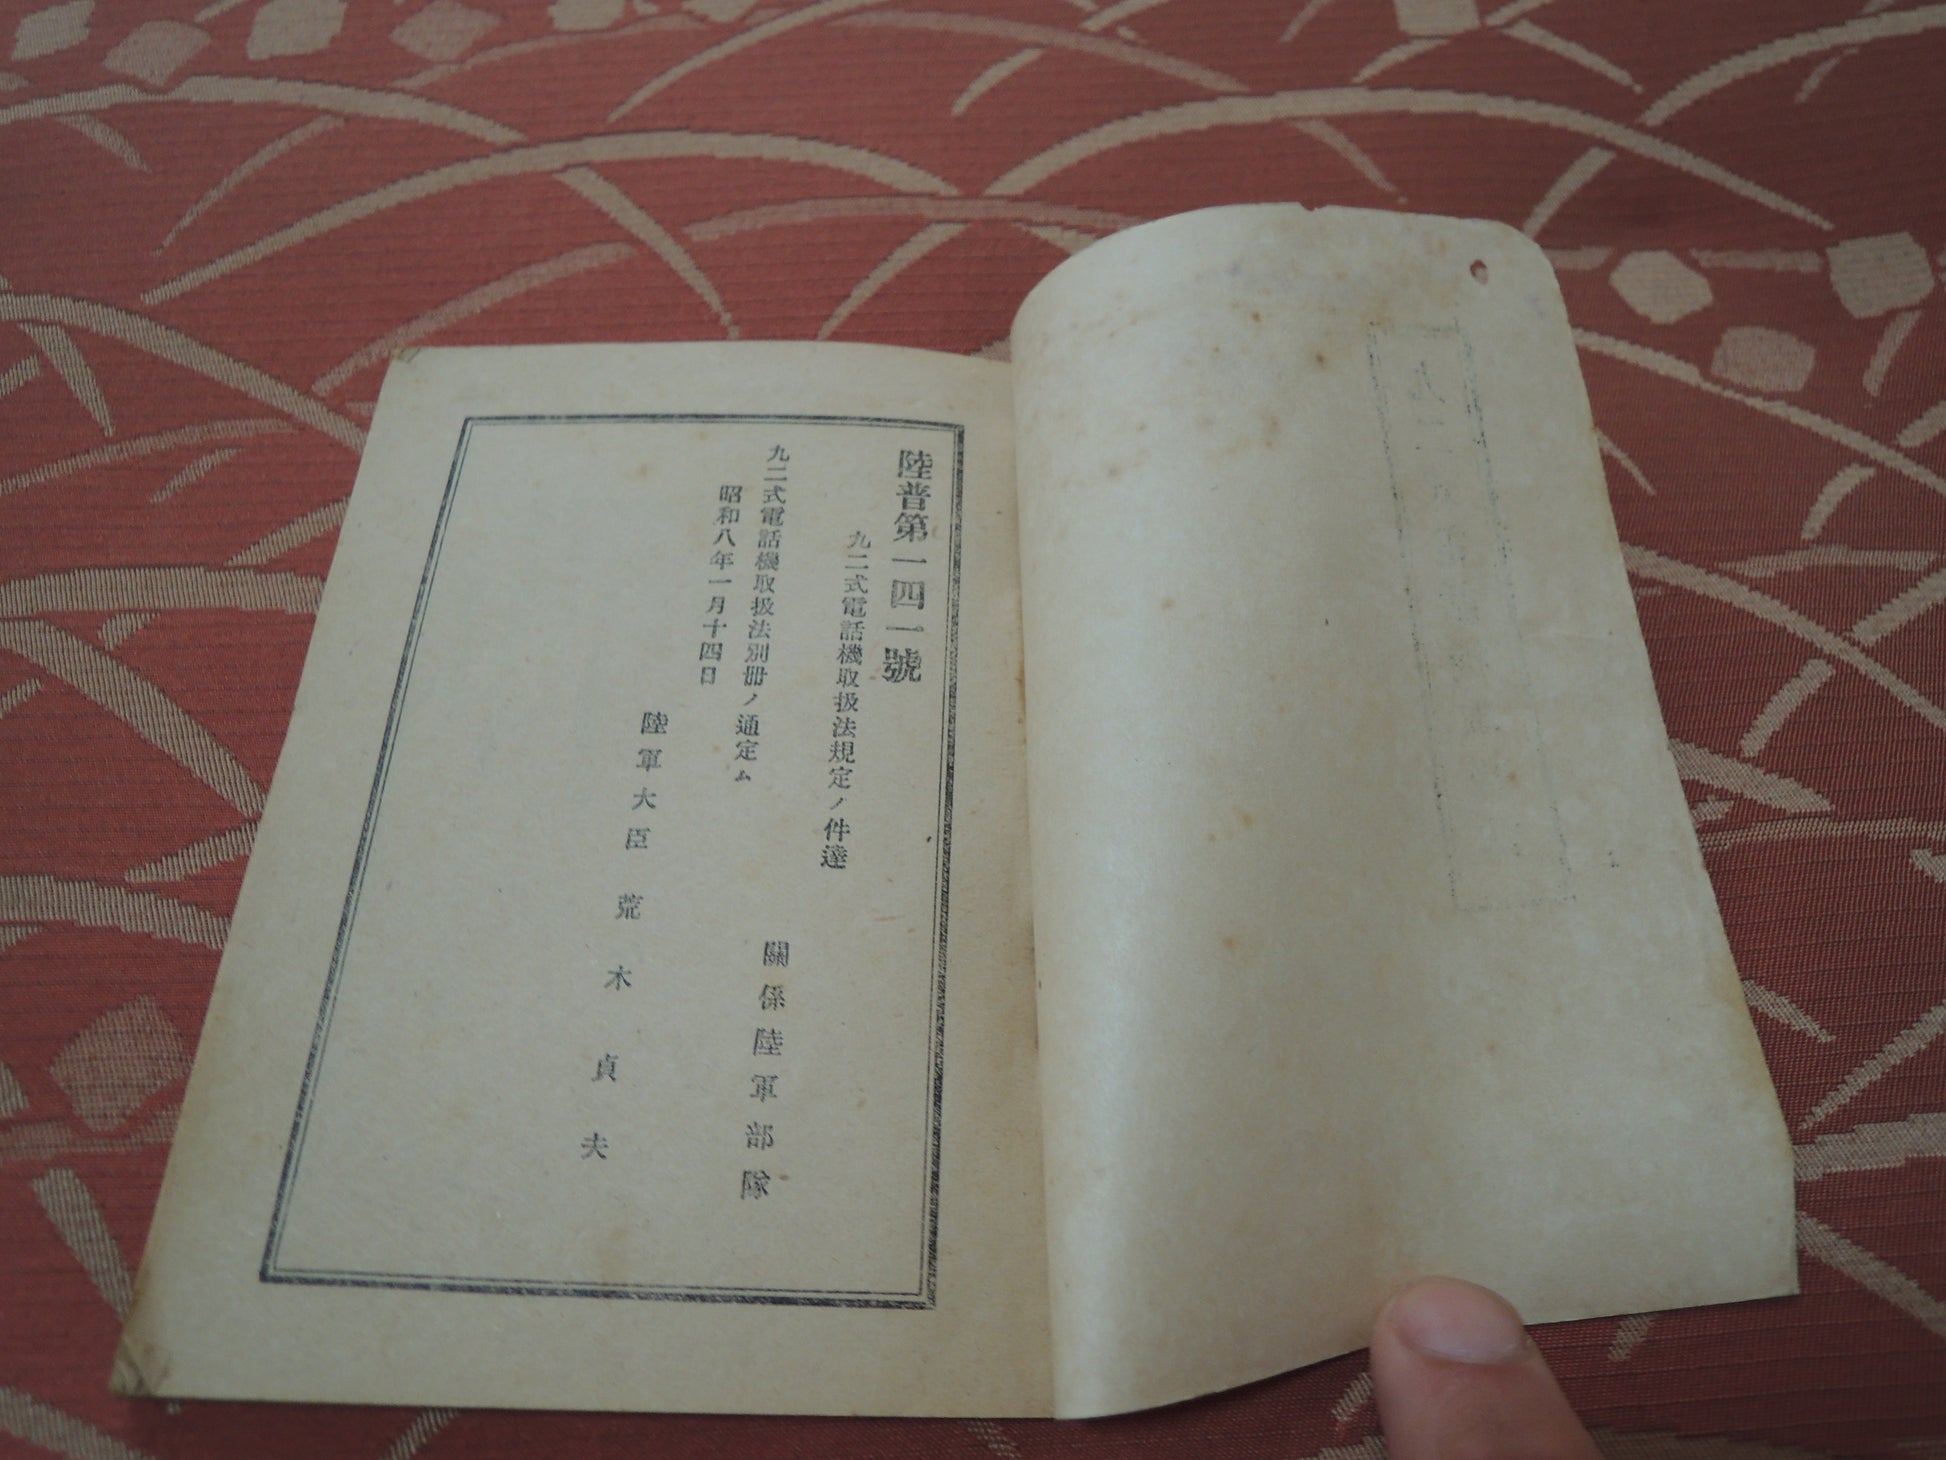 陸普第一四一號
九二式電話機取扱法規定ノ件達
關係陸軍部隊
九二式電話機取扱法別冊ノ通定ム
昭和八年一月十四日
陸軍大臣 荒木貞夫